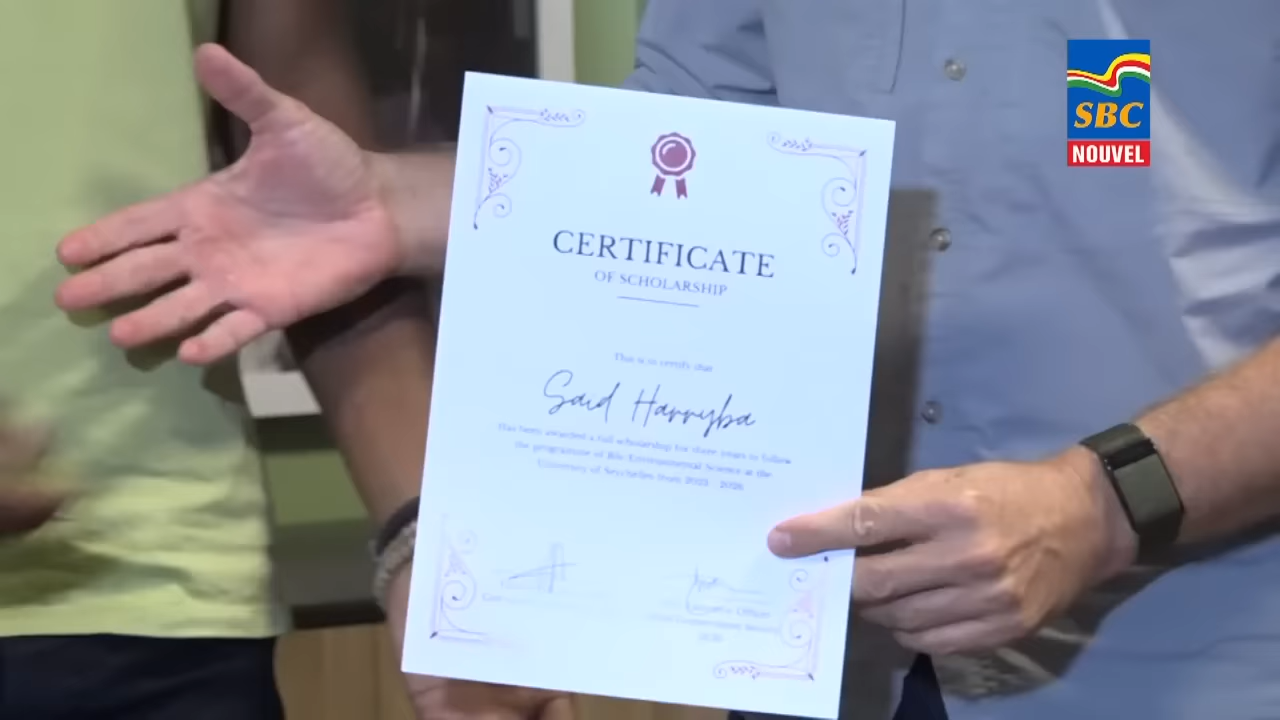 SBC
NOUVEL
CERTIFICATE
OF SCHOLARSHIP
This is to certify that
Said Harryba
Has been awarded a full scholarship for three years to follow
the programme of BSc Environmental Science at the
University of Seychelles from 2023 - 2026
Officer